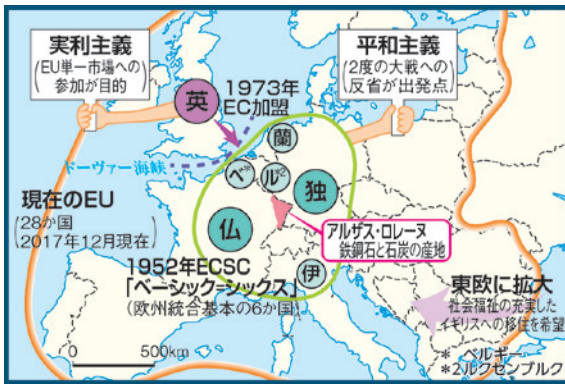 実利主義
(EU単一市場への
参加が目的)
平和主義
(2度の大戦への
反省が出発点)
英
1973年
EC加盟
蘭
ドーヴァー海峡
ベ*
ル*2
独
現在のEU
(28か国
2017年12月現在)
仏
アルザス・ロレーヌ
鉄鋼石と石炭の産地
1952年ECSC
「ベーシック=シックス」
(欧州統合基本の6か国)
伊
東欧に拡大
社会福祉の充実した
イギリスへの移住を希望
0 500km
* ベルギー
*2ルクセンブルク